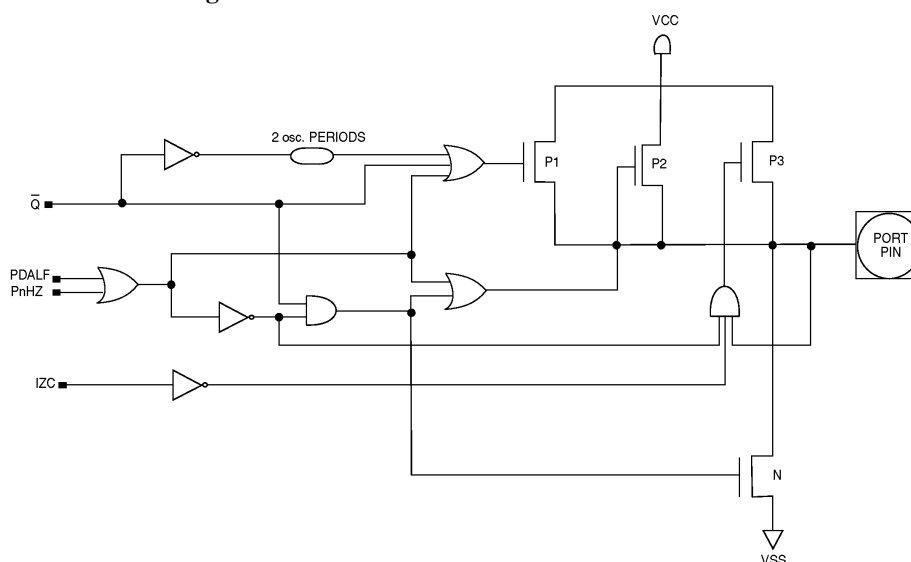 VCC
2 osc. PERIODS
P1
P2
P3
Q̅
PORT
PIN
PDALF
PnHZ
IZC
N
VSS